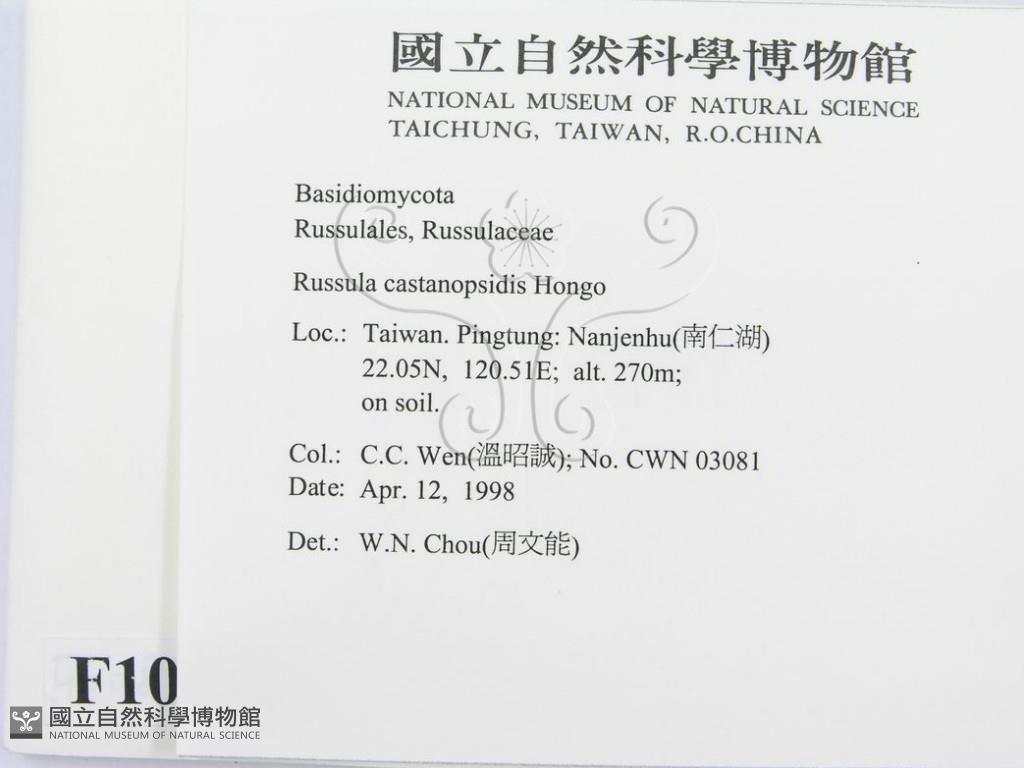 國立自然科學博物館
NATIONAL MUSEUM OF NATURAL SCIENCE
TAICHUNG, TAIWAN, R.O.CHINA
Basidiomycota
Russulales, Russulaceae
Russula castanopsidis Hongo
Loc.: Taiwan. Pingtung: Nanjenhu(南仁湖)
22.05N, 120.51E; alt. 270m;
on soil.
Col.: C.C. Wen(溫昭誠); No. CWN 03081
Date: Apr. 12, 1998
Det.: W.N. Chou(周文能)
F10
國立自然科學博物館
NATIONAL MUSEUM OF NATURAL SCIENCE